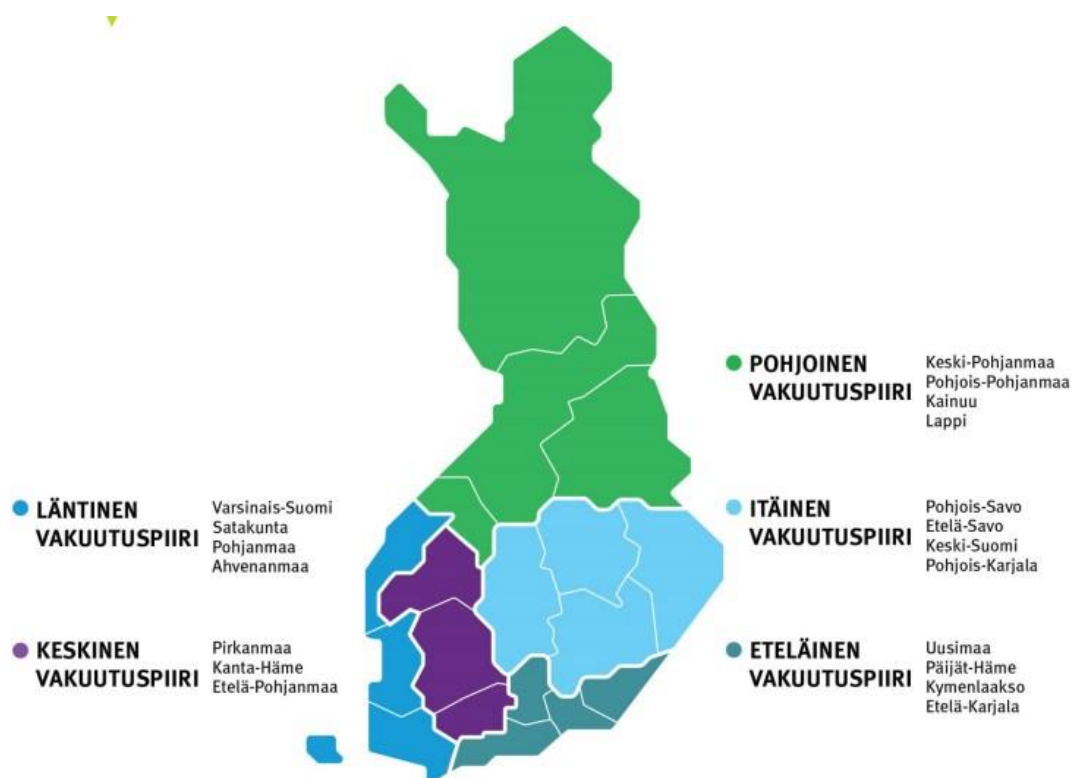 POHJOINEN
VAKUUTUSPIIRI
Keski-Pohjanmaa
Pohjois-Pohjanmaa
Kainuu
Lappi
LÄNTINEN
VAKUUTUSPIIRI
Varsinais-Suomi
Satakunta
Pohjanmaa
Ahvenanmaa
ITÄINEN
VAKUUTUSPIIRI
Pohjois-Savo
Etelä-Savo
Keski-Suomi
Pohjois-Karjala
KESKINEN
VAKUUTUSPIIRI
Pirkanmaa
Kanta-Häme
Etelä-Pohjanmaa
ETELÄINEN
VAKUUTUSPIIRI
Uusimaa
Päijät-Häme
Kymenlaakso
Etelä-Karjala